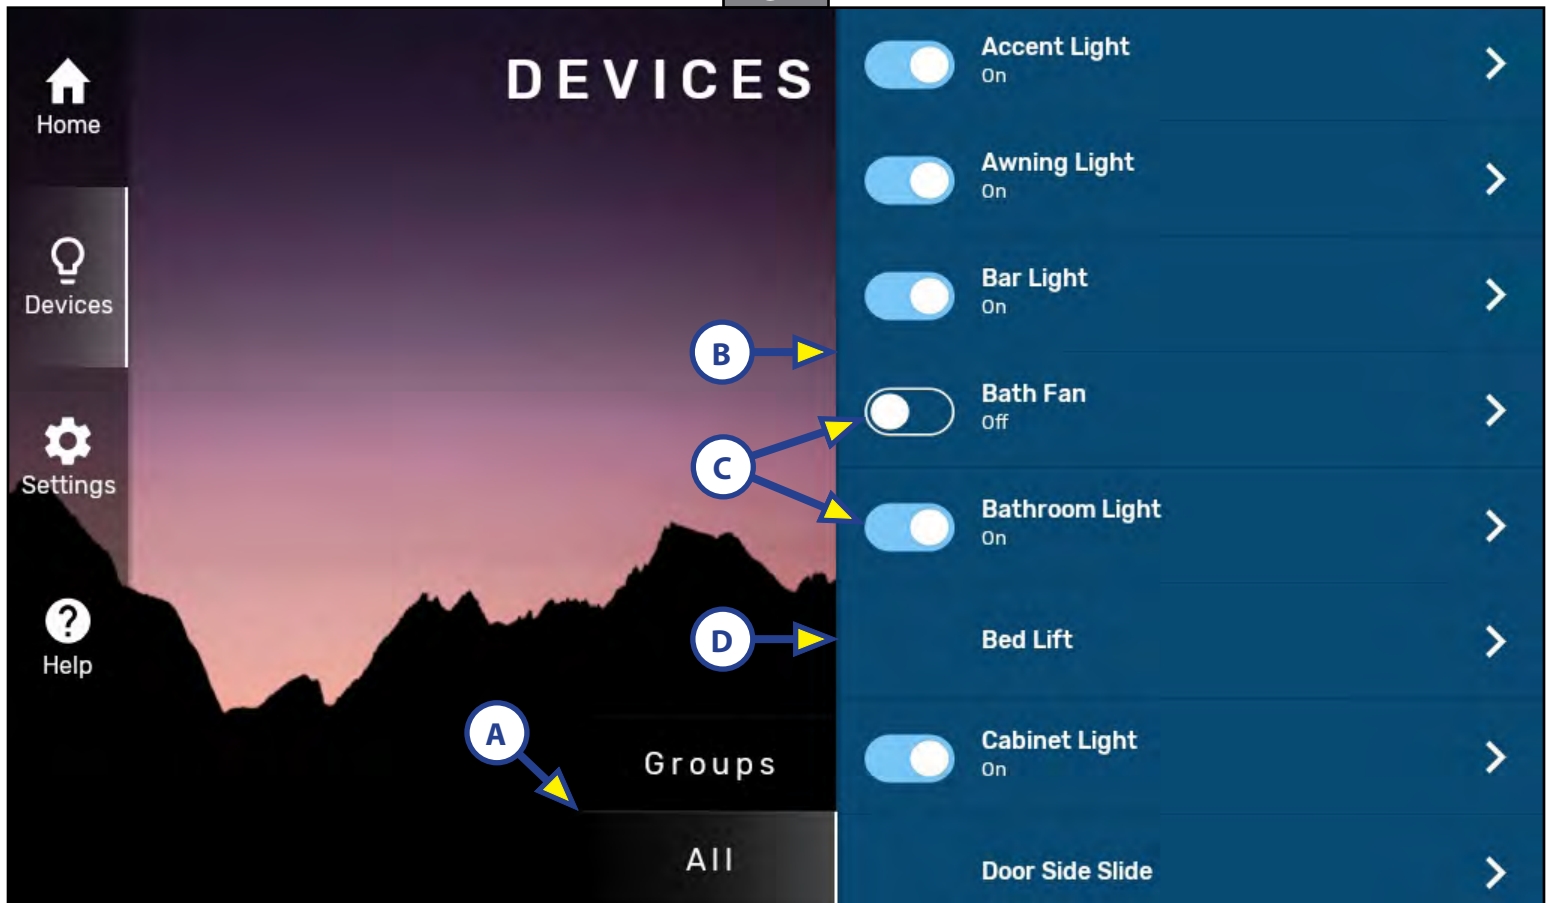 Home
Devices
Settings
Help
DEVICES
Groups
All
A
B
C
D
Accent Light
On
Awning Light
On
Bar Light
On
Bath Fan
Off
Bathroom Light
On
Bed Lift
Cabinet Light
On
Door Side Slide